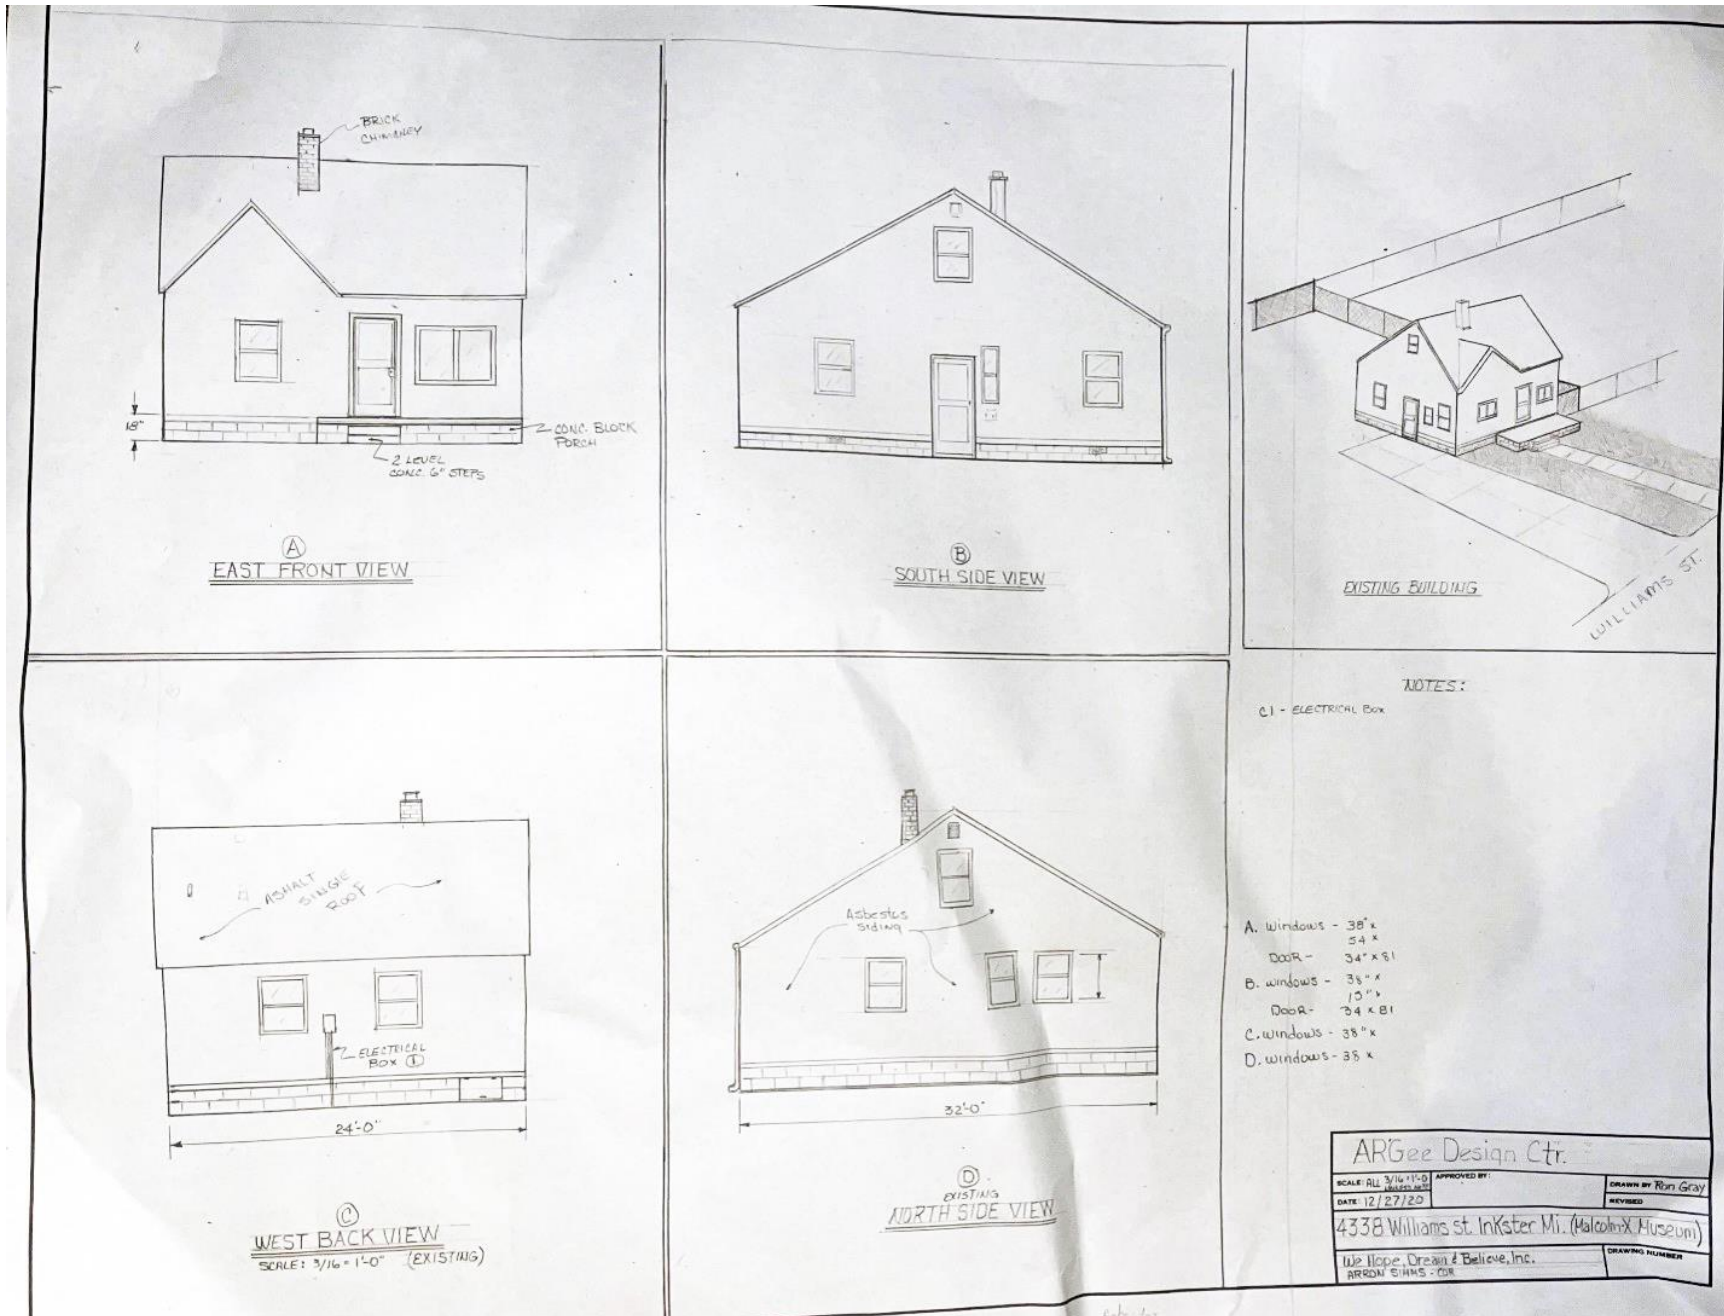 BRICK
CHIMNEY
18"
CONC. BLOCK
PORCH
2 LEVEL
CONC. 6" STEPS
A
EAST FRONT VIEW
B
SOUTH SIDE VIEW
EXISTING BUILDING
WILLIAMS ST.
ASHALT
SINGLE
ROOF
ELECTRICAL
BOX 1
24'-0"
C
WEST BACK VIEW
SCALE: 3/16 = 1'-0" (EXISTING)
Asbestos
Siding
32'-0"
D
EXISTING
NORTH SIDE VIEW
NOTES:
C1 - ELECTRICAL Box
A. Windows - 38" x
54 x
DOOR - 34" x 81
B. windows - 38" x
DOOR - 34 x 81
C. windows - 38" x
D. windows - 38 x
ARGee Design Ctr.
SCALE: ALL 3/16 = 1'-0
APPROVED BY:
DRAWN BY Ron Gray
DATE: 12/27/20
REVISED
4338 Williams St. Inkster Mi. (Malcolm X Museum)
We Hope, Dream & Believe, Inc.
ARRON SIMMS -
DRAWING NUMBER